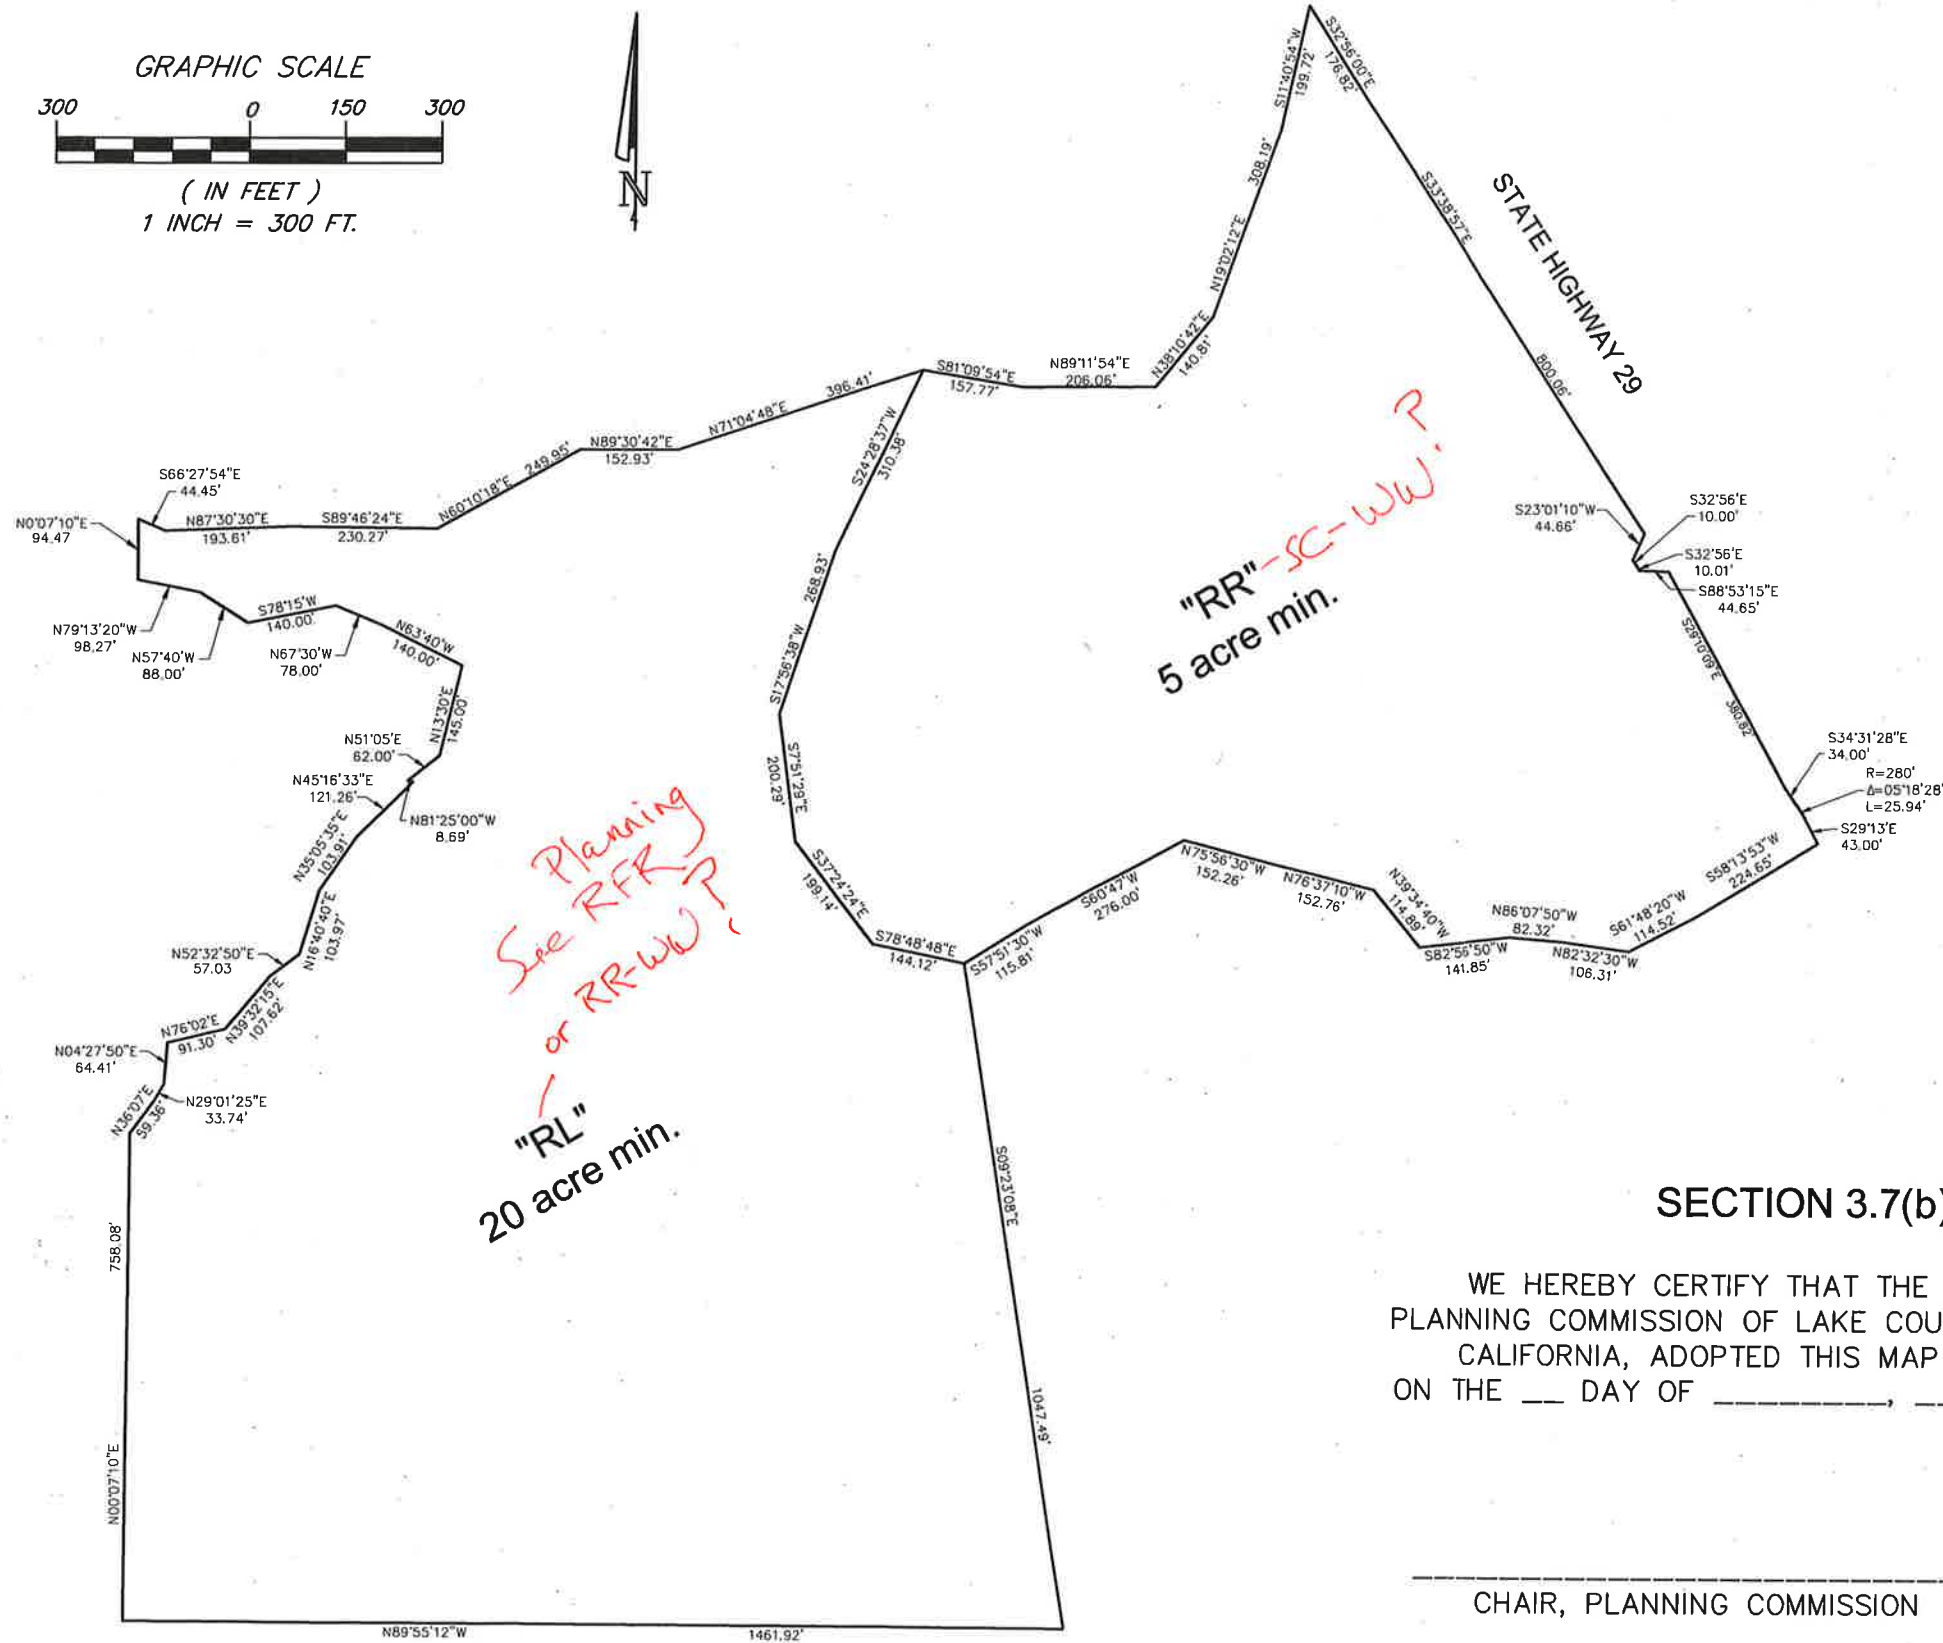 GRAPHIC SCALE
300 0 150 300
( IN FEET )
1 INCH = 300 FT.
N
S32°56'00"E
176.82'
S11°40'54"W
199.72'
N19°02'12"E 308.19'
N38°10'42"E
140.81'
N89°11'54"E
206.06'
S81°09'54"E
157.77'
S33°38'57"E 800.06'
STATE HIGHWAY 29
N71°04'48"E 396.41'
N89°30'42"E
152.93'
N60°10'18"E 249.95'
S89°46'24"E
230.27'
N87°30'30"E
193.61'
S66°27'54"E
44.45'
N0°07'10"E
94.47
N79°13'20"W
98.27'
N57°40'W
88.00'
S78°15'W
140.00'
N67°30'W
78.00'
N63°40'W
140.00'
N13°30'E
145.00'
N51°05'E
62.00'
N45°16'33"E
121.26'
N81°25'00"W
8.69'
N35°05'35"E
103.91'
N16°40'40"E
103.97'
N52°32'50"E
57.03
N39°32'15"E
107.62'
N76°02'E
91.30'
N04°27'50"E
64.41'
N29°01'25"E
33.74'
N36°07'E
59.36'
N00°07'10"E 758.08'
N89°55'12"W 1461.92'
S09°23'08"E 1047.49'
S24°28'37"W
310.38'
S17°56'38"W 268.93'
S7°51'29"E
200.29'
S37°24'24"E
199.14'
S78°48'48"E
144.12'
S57°51'30"W
115.81'
S60°47'W
276.00'
N75°56'30"W
152.26'
N76°37'10"W
152.76'
N39°34'40"W
114.89'
S82°56'50"W
141.85'
N86°07'50"W
82.32'
N82°32'30"W
106.31'
S61°48'20"W
114.52'
S58°13'53"W
224.65'
S23°01'10"W
44.66'
S32°56'E
10.00'
S32°56'E
10.01'
S88°53'15"E
44.65'
S29°10'09"E 380.82'
S34°31'28"E
34.00'
R=280'
Δ=05°18'28"
L=25.94'
S29°13'E
43.00'
"RR"-SC-WW?
5 acre min.
Planning
See RFR
or RR-WW?
"RL"
20 acre min.
SECTION 3.7(b)
WE HEREBY CERTIFY THAT THE
PLANNING COMMISSION OF LAKE COU
CALIFORNIA, ADOPTED THIS MAP
ON THE __ DAY OF _________, __
CHAIR, PLANNING COMMISSION